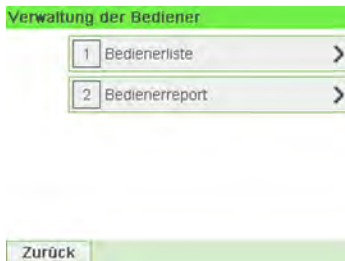 Verwaltung der Bediener
1 Bedienerliste
2 Bedienerreport
Zurück